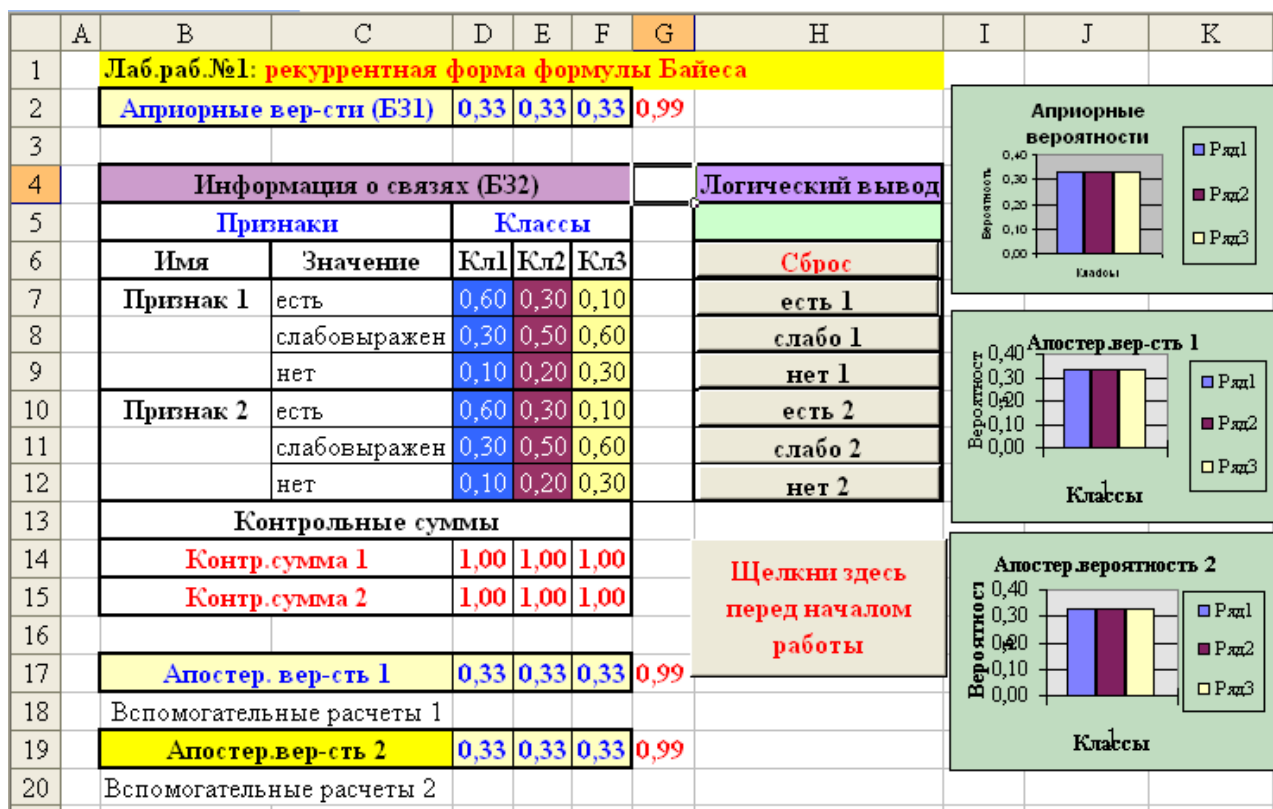 A B C D E F G H I J K
1 Лаб.раб.№1: рекуррентная форма формулы Байеса
2 Априорные вер-сти (БЗ1) 0,33 0,33 0,33 0,99
3
4 Информация о связях (БЗ2) Логический вывод
5 Признаки Классы
6 Имя Значение Кл1 Кл2 Кл3 Сброс
7 Признак 1 есть 0,60 0,30 0,10 есть 1
8 слабовыражен 0,30 0,50 0,60 слабо 1
9 нет 0,10 0,20 0,30 нет 1
10 Признак 2 есть 0,60 0,30 0,10 есть 2
11 слабовыражен 0,30 0,50 0,60 слабо 2
12 нет 0,10 0,20 0,30 нет 2
13 Контрольные суммы
14 Контр.сумма 1 1,00 1,00 1,00
15 Контр.сумма 2 1,00 1,00 1,00
16
17 Апостер. вер-сть 1 0,33 0,33 0,33 0,99
18 Вспомогательные расчеты 1
19 Апостер.вер-сть 2 0,33 0,33 0,33 0,99
20 Вспомогательные расчеты 2
Щелкни здесь
перед началом
работы
Априорные
вероятности
Вероятность
0,40
0,30
0,20
0,10
0,00
Классы
Ряд1
Ряд2
Ряд3
Апостер.вер-сть 1
Вероятност
0,40
0,30
0,20
0,10
0,00
1
Классы
Ряд1
Ряд2
Ряд3
Апостер.вероятность 2
Вероятност
0,40
0,30
0,20
0,10
0,00
1
Классы
Ряд1
Ряд2
Ряд3